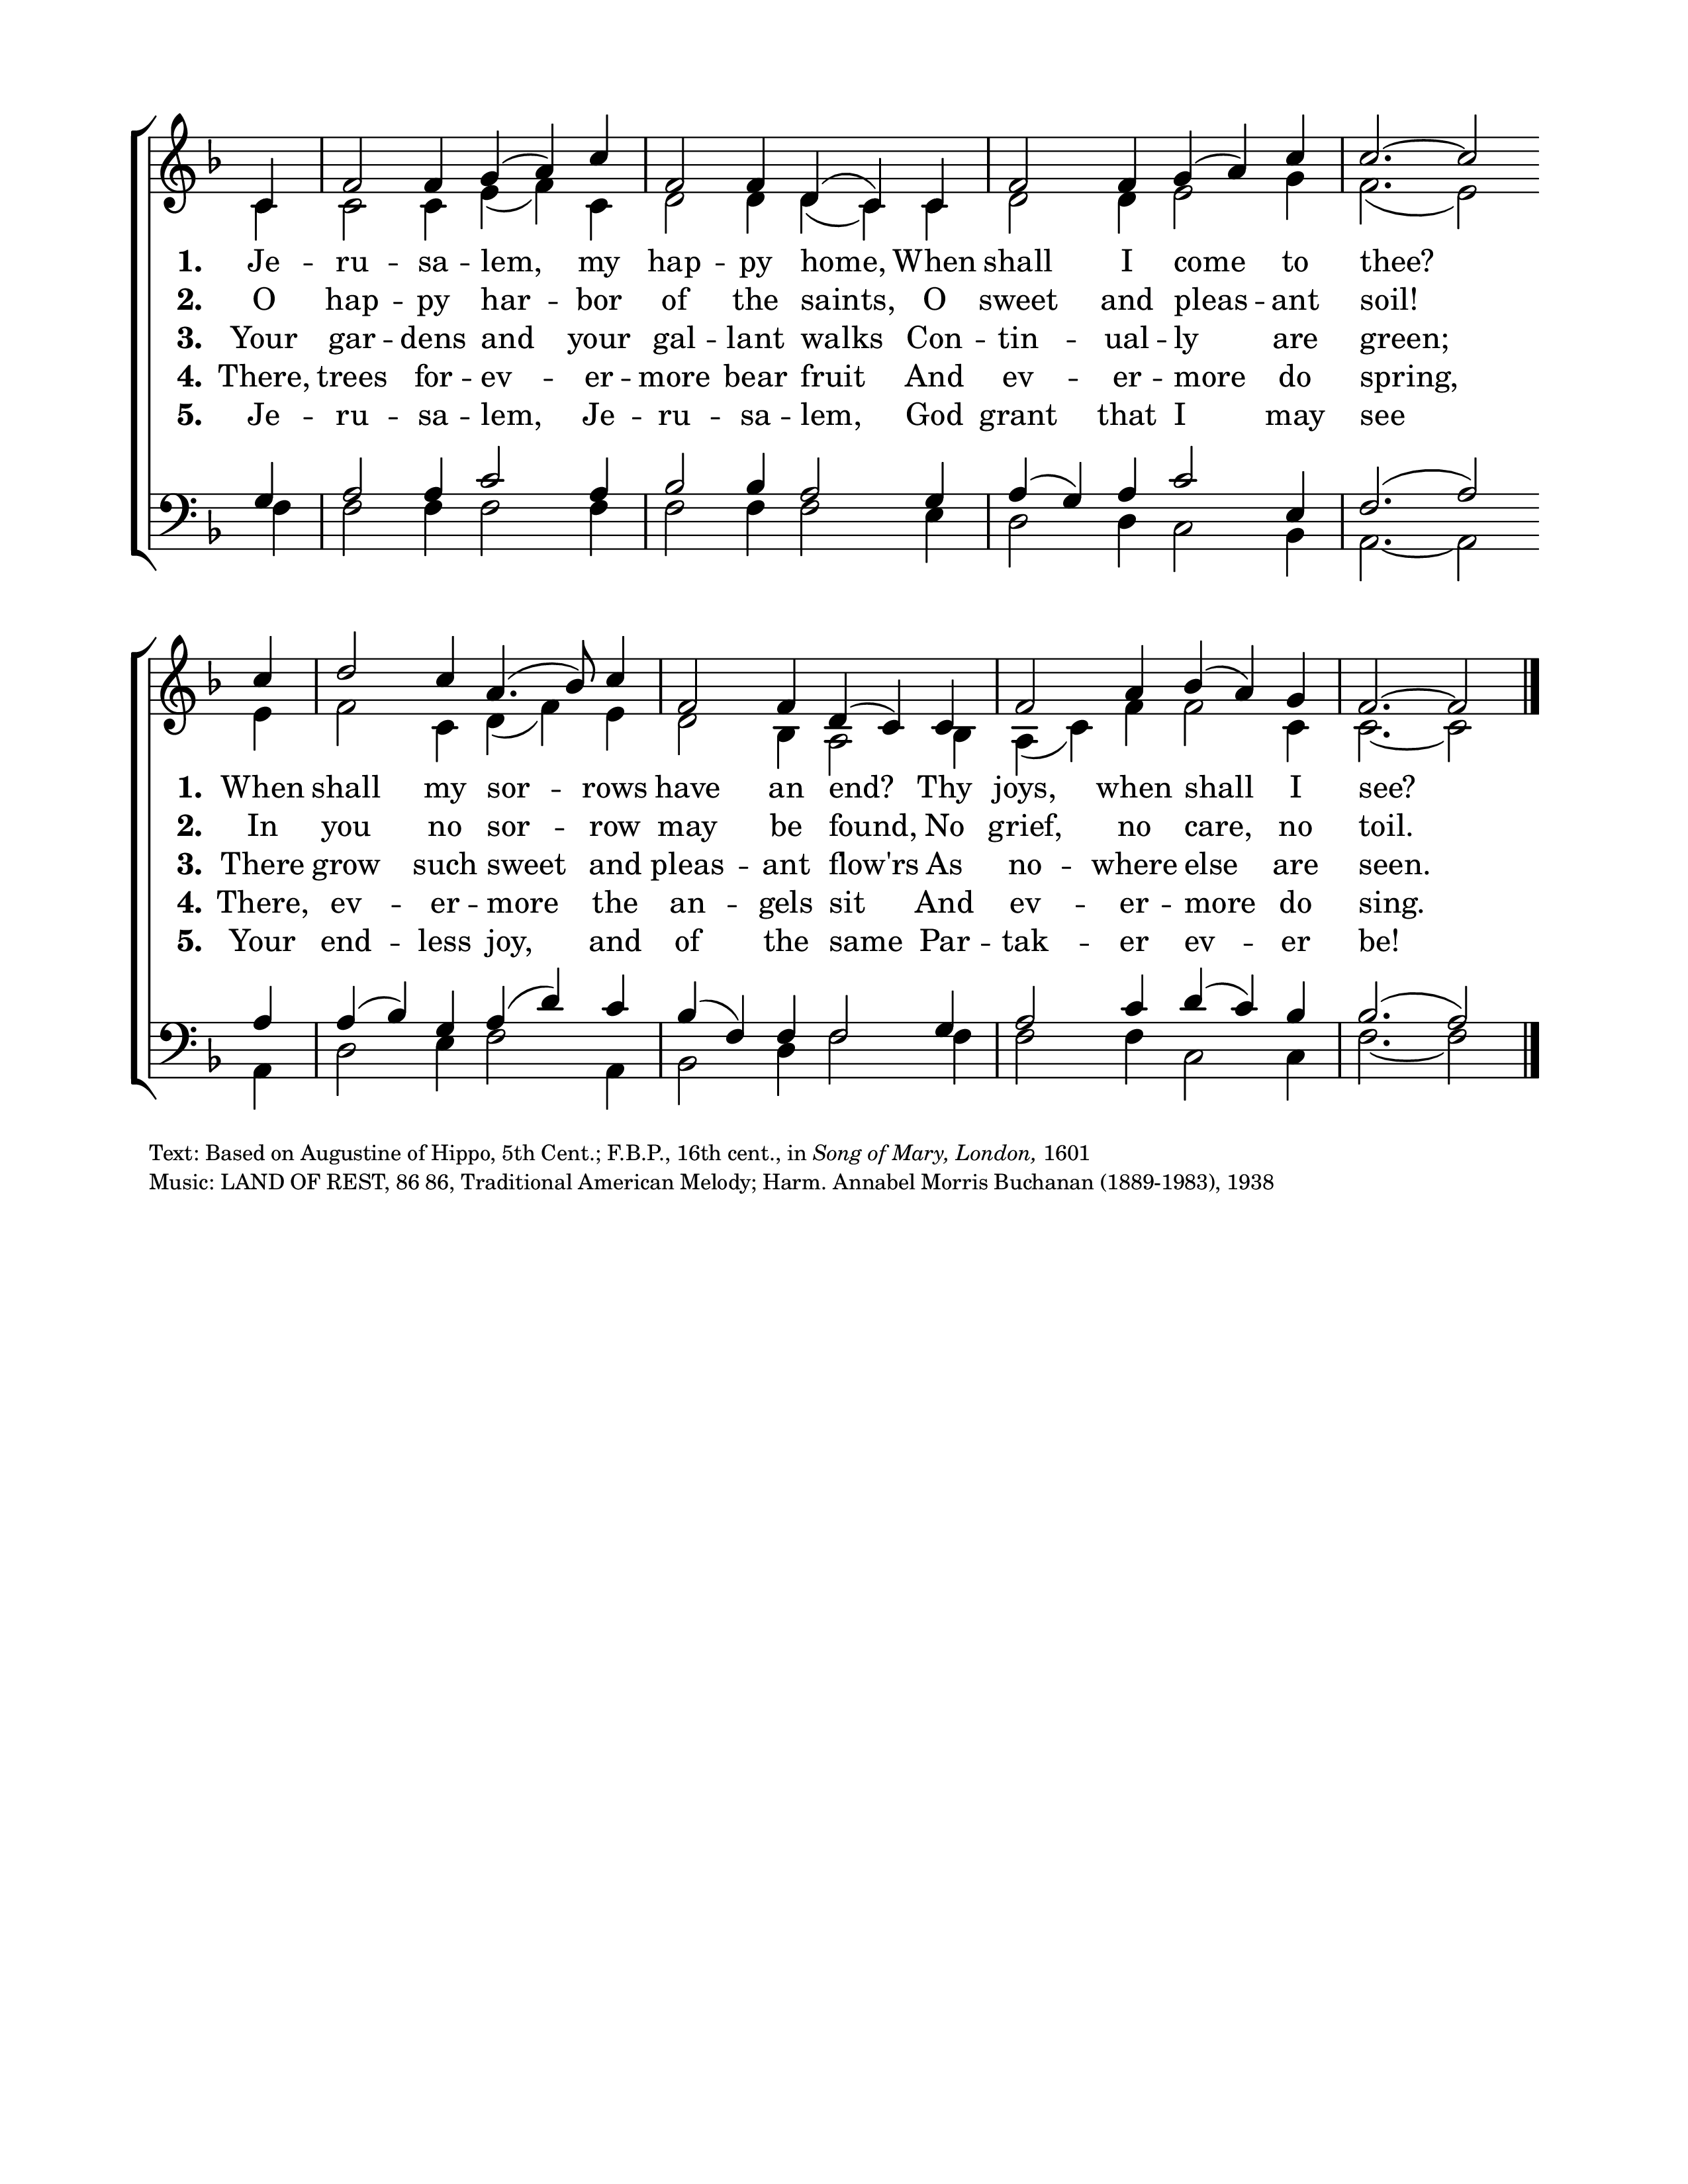 1. Je -- ru -- sa -- lem, my hap -- py home, When shall I come to thee?
2. O hap -- py har -- bor of the saints, O sweet and pleas -- ant soil!
3. Your gar -- dens and your gal -- lant walks Con -- tin -- ual -- ly are green;
4. There, trees for -- ev -- er -- more bear fruit And ev -- er -- more do spring,
5. Je -- ru -- sa -- lem, Je -- ru -- sa -- lem, God grant that I may see
1. When shall my sor -- rows have an end? Thy joys, when shall I see?
2. In you no sor -- row may be found, No grief, no care, no toil.
3. There grow such sweet and pleas -- ant flow'rs As no -- where else are seen.
4. There, ev -- er -- more the an -- gels sit And ev -- er -- more do sing.
5. Your end -- less joy, and of the same Par -- tak -- er ev -- er be!
Text: Based on Augustine of Hippo, 5th Cent.; F.B.P., 16th cent., in Song of Mary, London, 1601
Music: LAND OF REST, 86 86, Traditional American Melody; Harm. Annabel Morris Buchanan (1889-1983), 1938